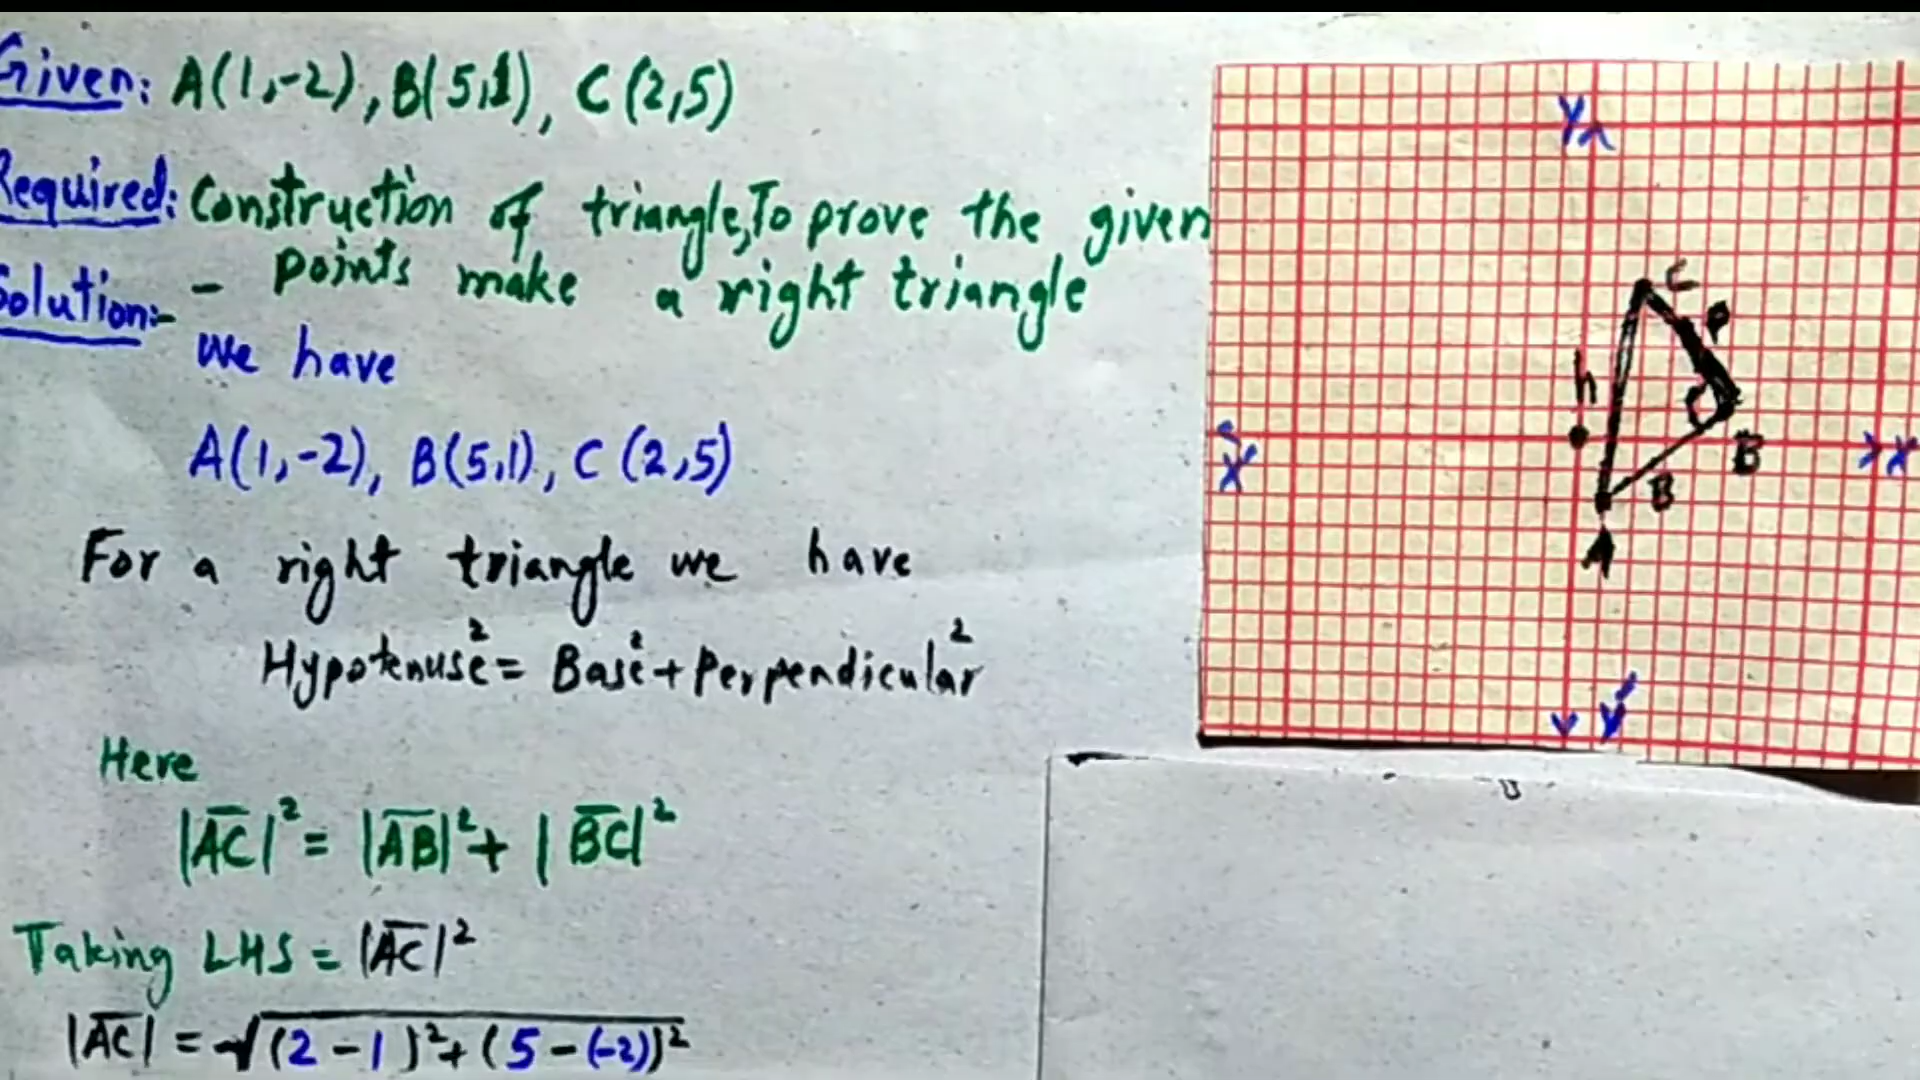 Given: A(1,-2), B(5,1), C(2,5)
Required: Construction of triangle, To prove the given
- points make a right triangle
Solution:-
we have
A(1,-2), B(5,1), C(2,5)
For a right triangle we have
Hypotenuse² = Base² + Perpendicular²
Here
|AC|² = |AB|² + |BC|²
Taking LHS = |AC|²
|AC| = √(2-1)² + (5-(-2))²
Y
C
P
h
B
X'
X
B
A
Y'